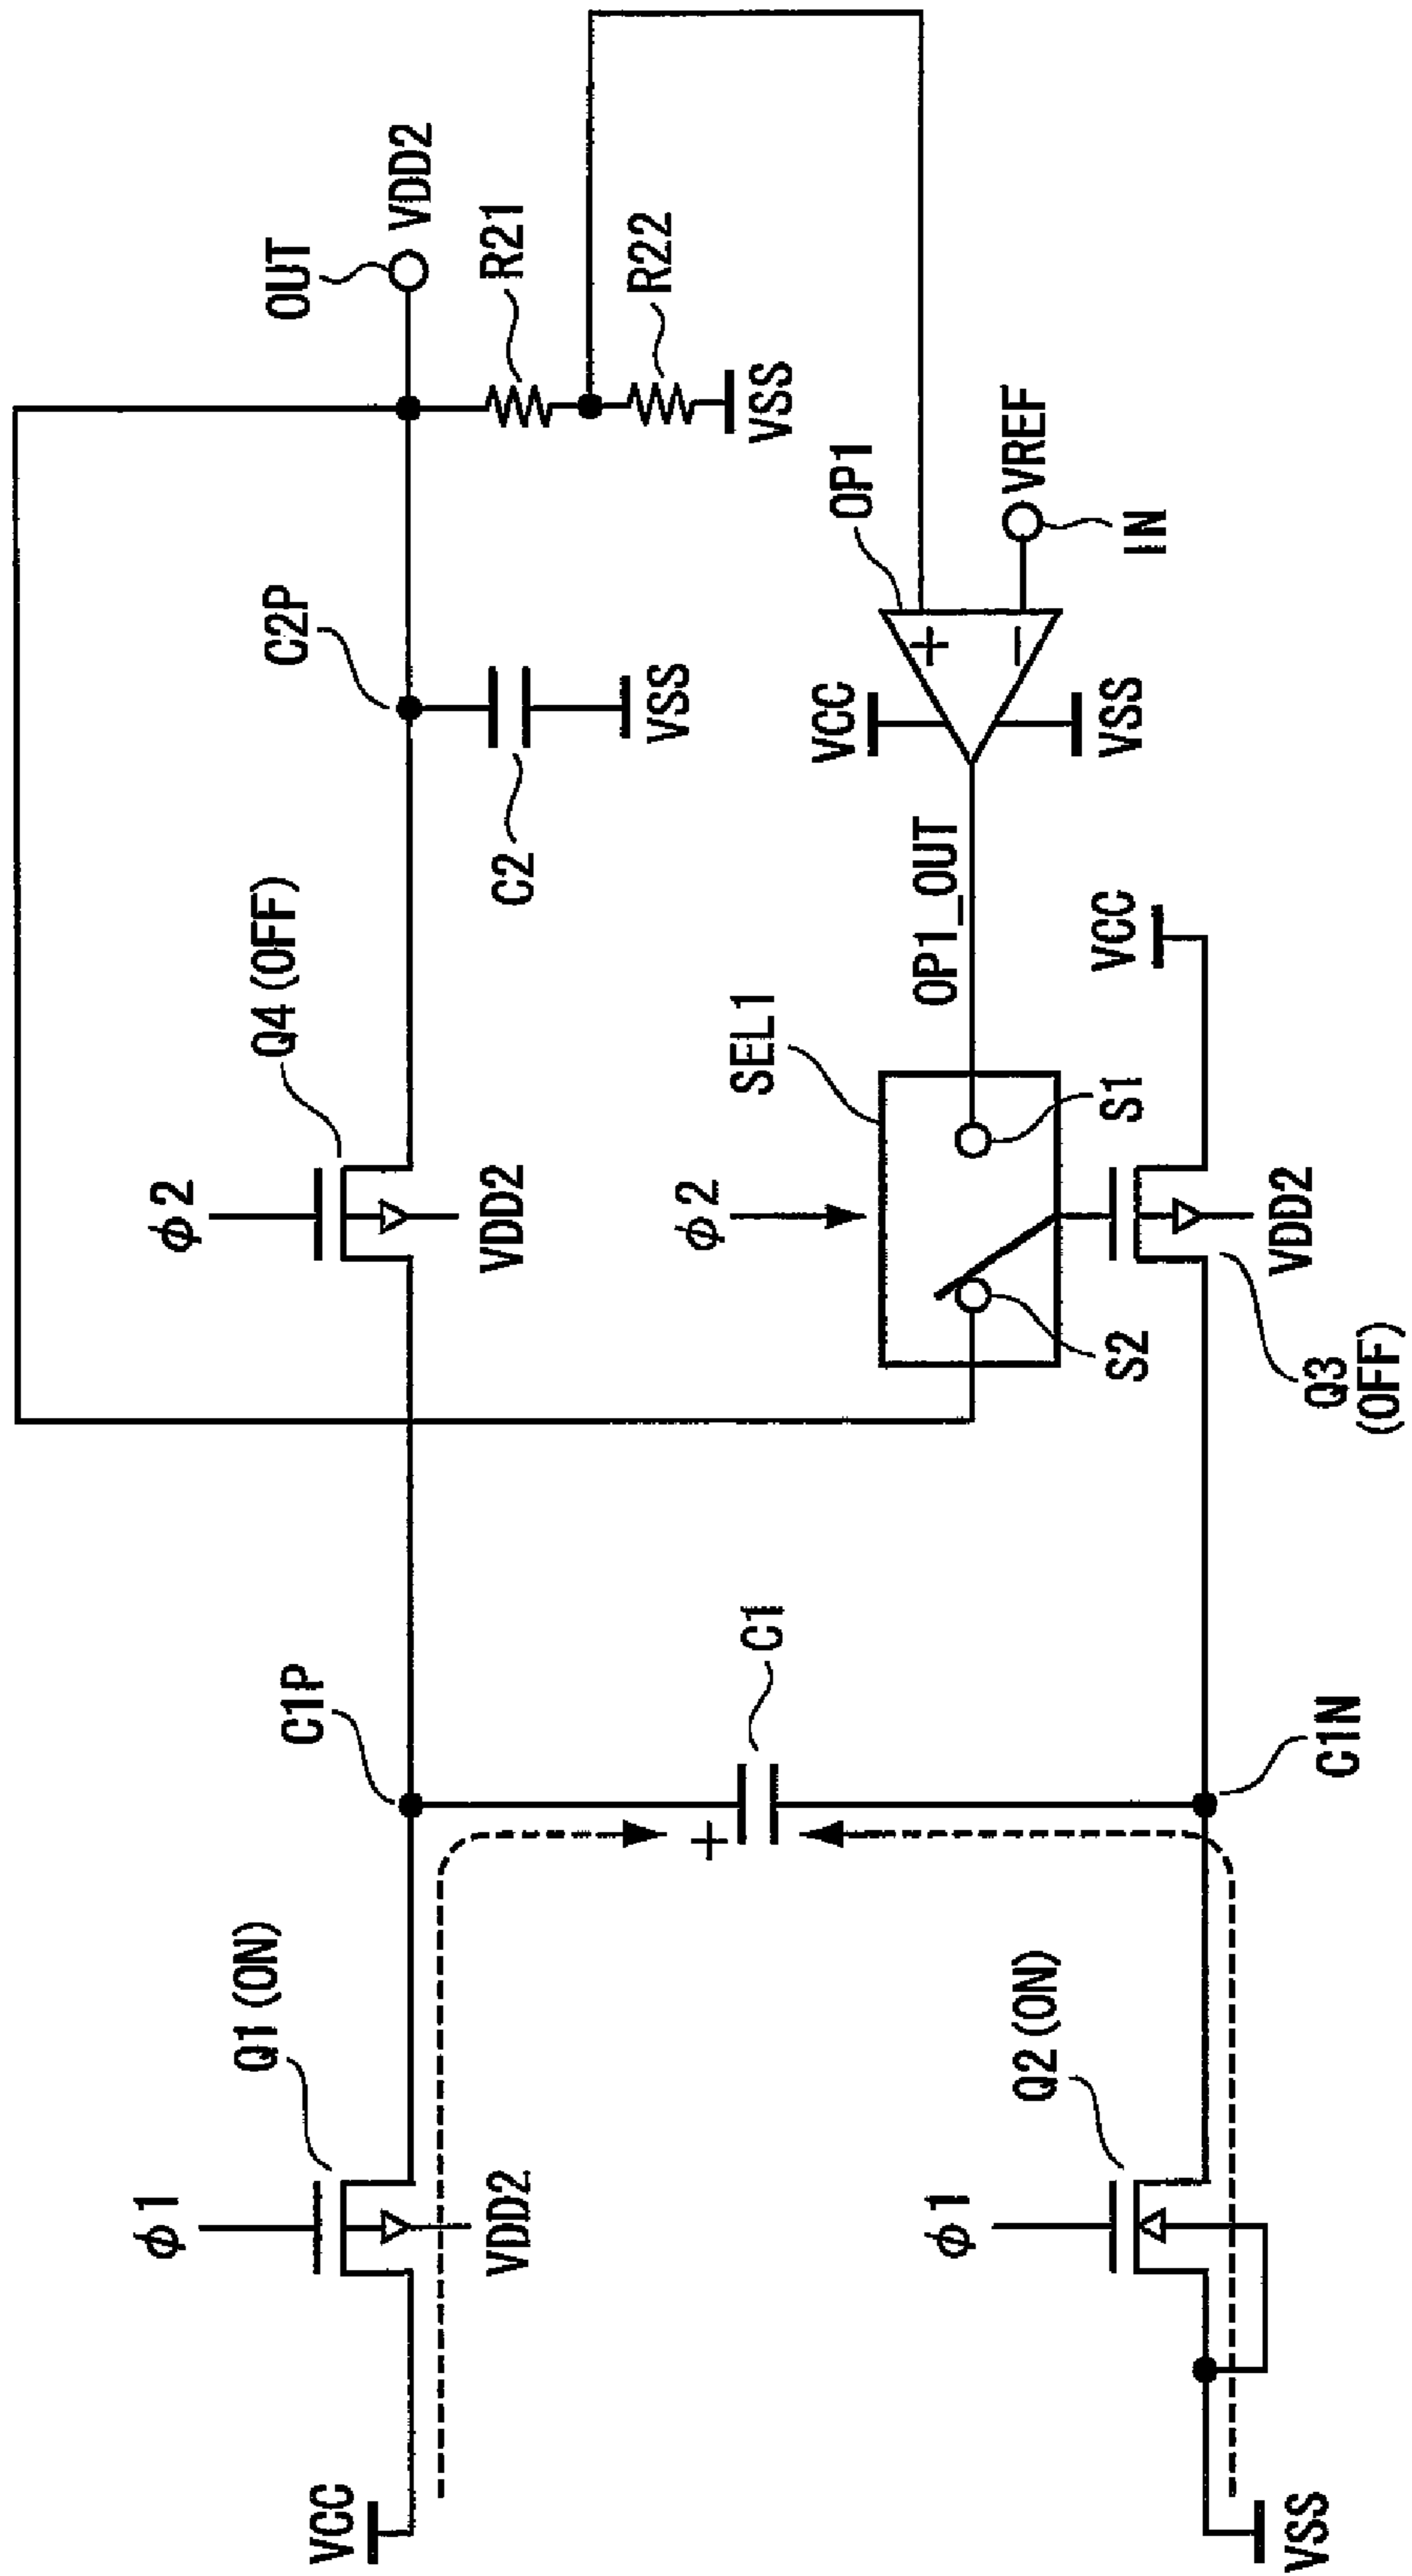 OUT
VDD2
C2P
Q4 (OFF)
φ2
VDD2
C2
VSS
R21
R22
VSS
C1P
Q1 (ON)
φ1
VCC
VDD2
C1
+
SEL1
φ2
OP1_OUT
VCC
OP1
+
−
VSS
VREF
IN
S1
S2
VCC
VDD2
Q3
(OFF)
C1N
Q2 (ON)
φ1
VSS